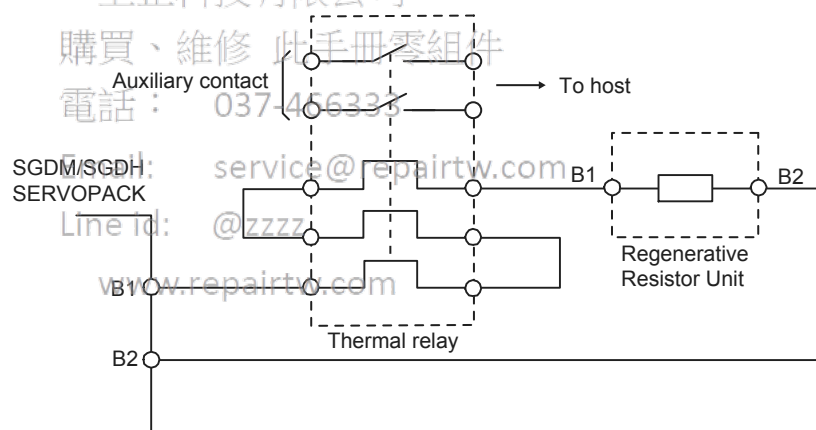 購買、維修 此手冊零組件
Auxiliary contact
To host
電話： 037-466333
SGDM/SGDH
SERVOPACK
Email: service@repairtw.com
B1
B2
Line id: @zzzz
Regenerative
Resistor Unit
www.repairtw.com
B1
Thermal relay
B2